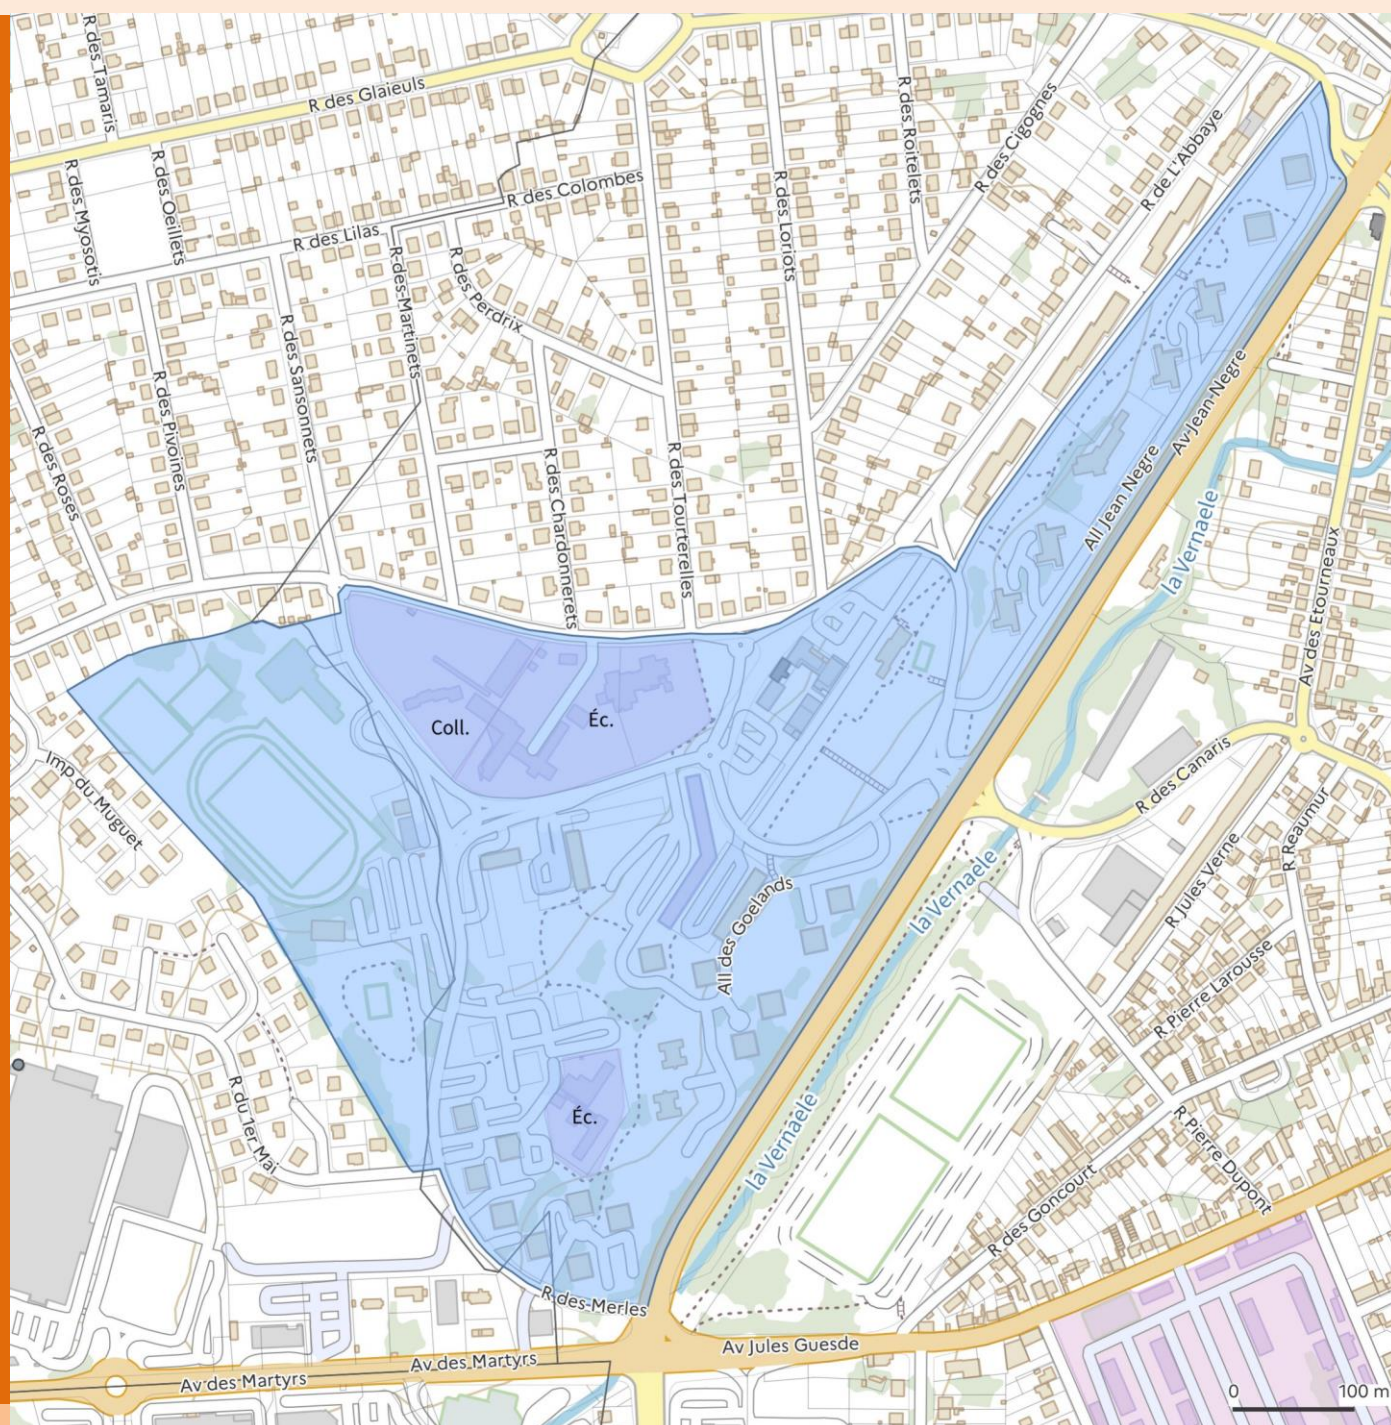 R des Tamaris
R des Glaieuls
R des Roitelets
R des Cigognes
R de L'Abbaye
R des Myosotis
R des Oeillets
R des Colombes
R des Loriots
R des Lilas
R-des-Martinets
R des Perdrix
R des Sansonnets
R des Pivoines
R des Roses
R des Chardonnerets
R des Tourterelles
Av Jean-Negre
All Jean Negre
la Vernaele
Av des Etourneaux
Coll.
Éc.
Imp du Muguet
R des Canaris
R Reaumur
R Jules Verne
la Vernaele
All des Goelands
R Pierre Larousse
R du 1er Mai
Éc.
la Vernaele
R Pierre Dupont
R des Goncourt
R des-Merles
Av Jules Guesde
Av des Martyrs
Av des Martyrs
0 100 m